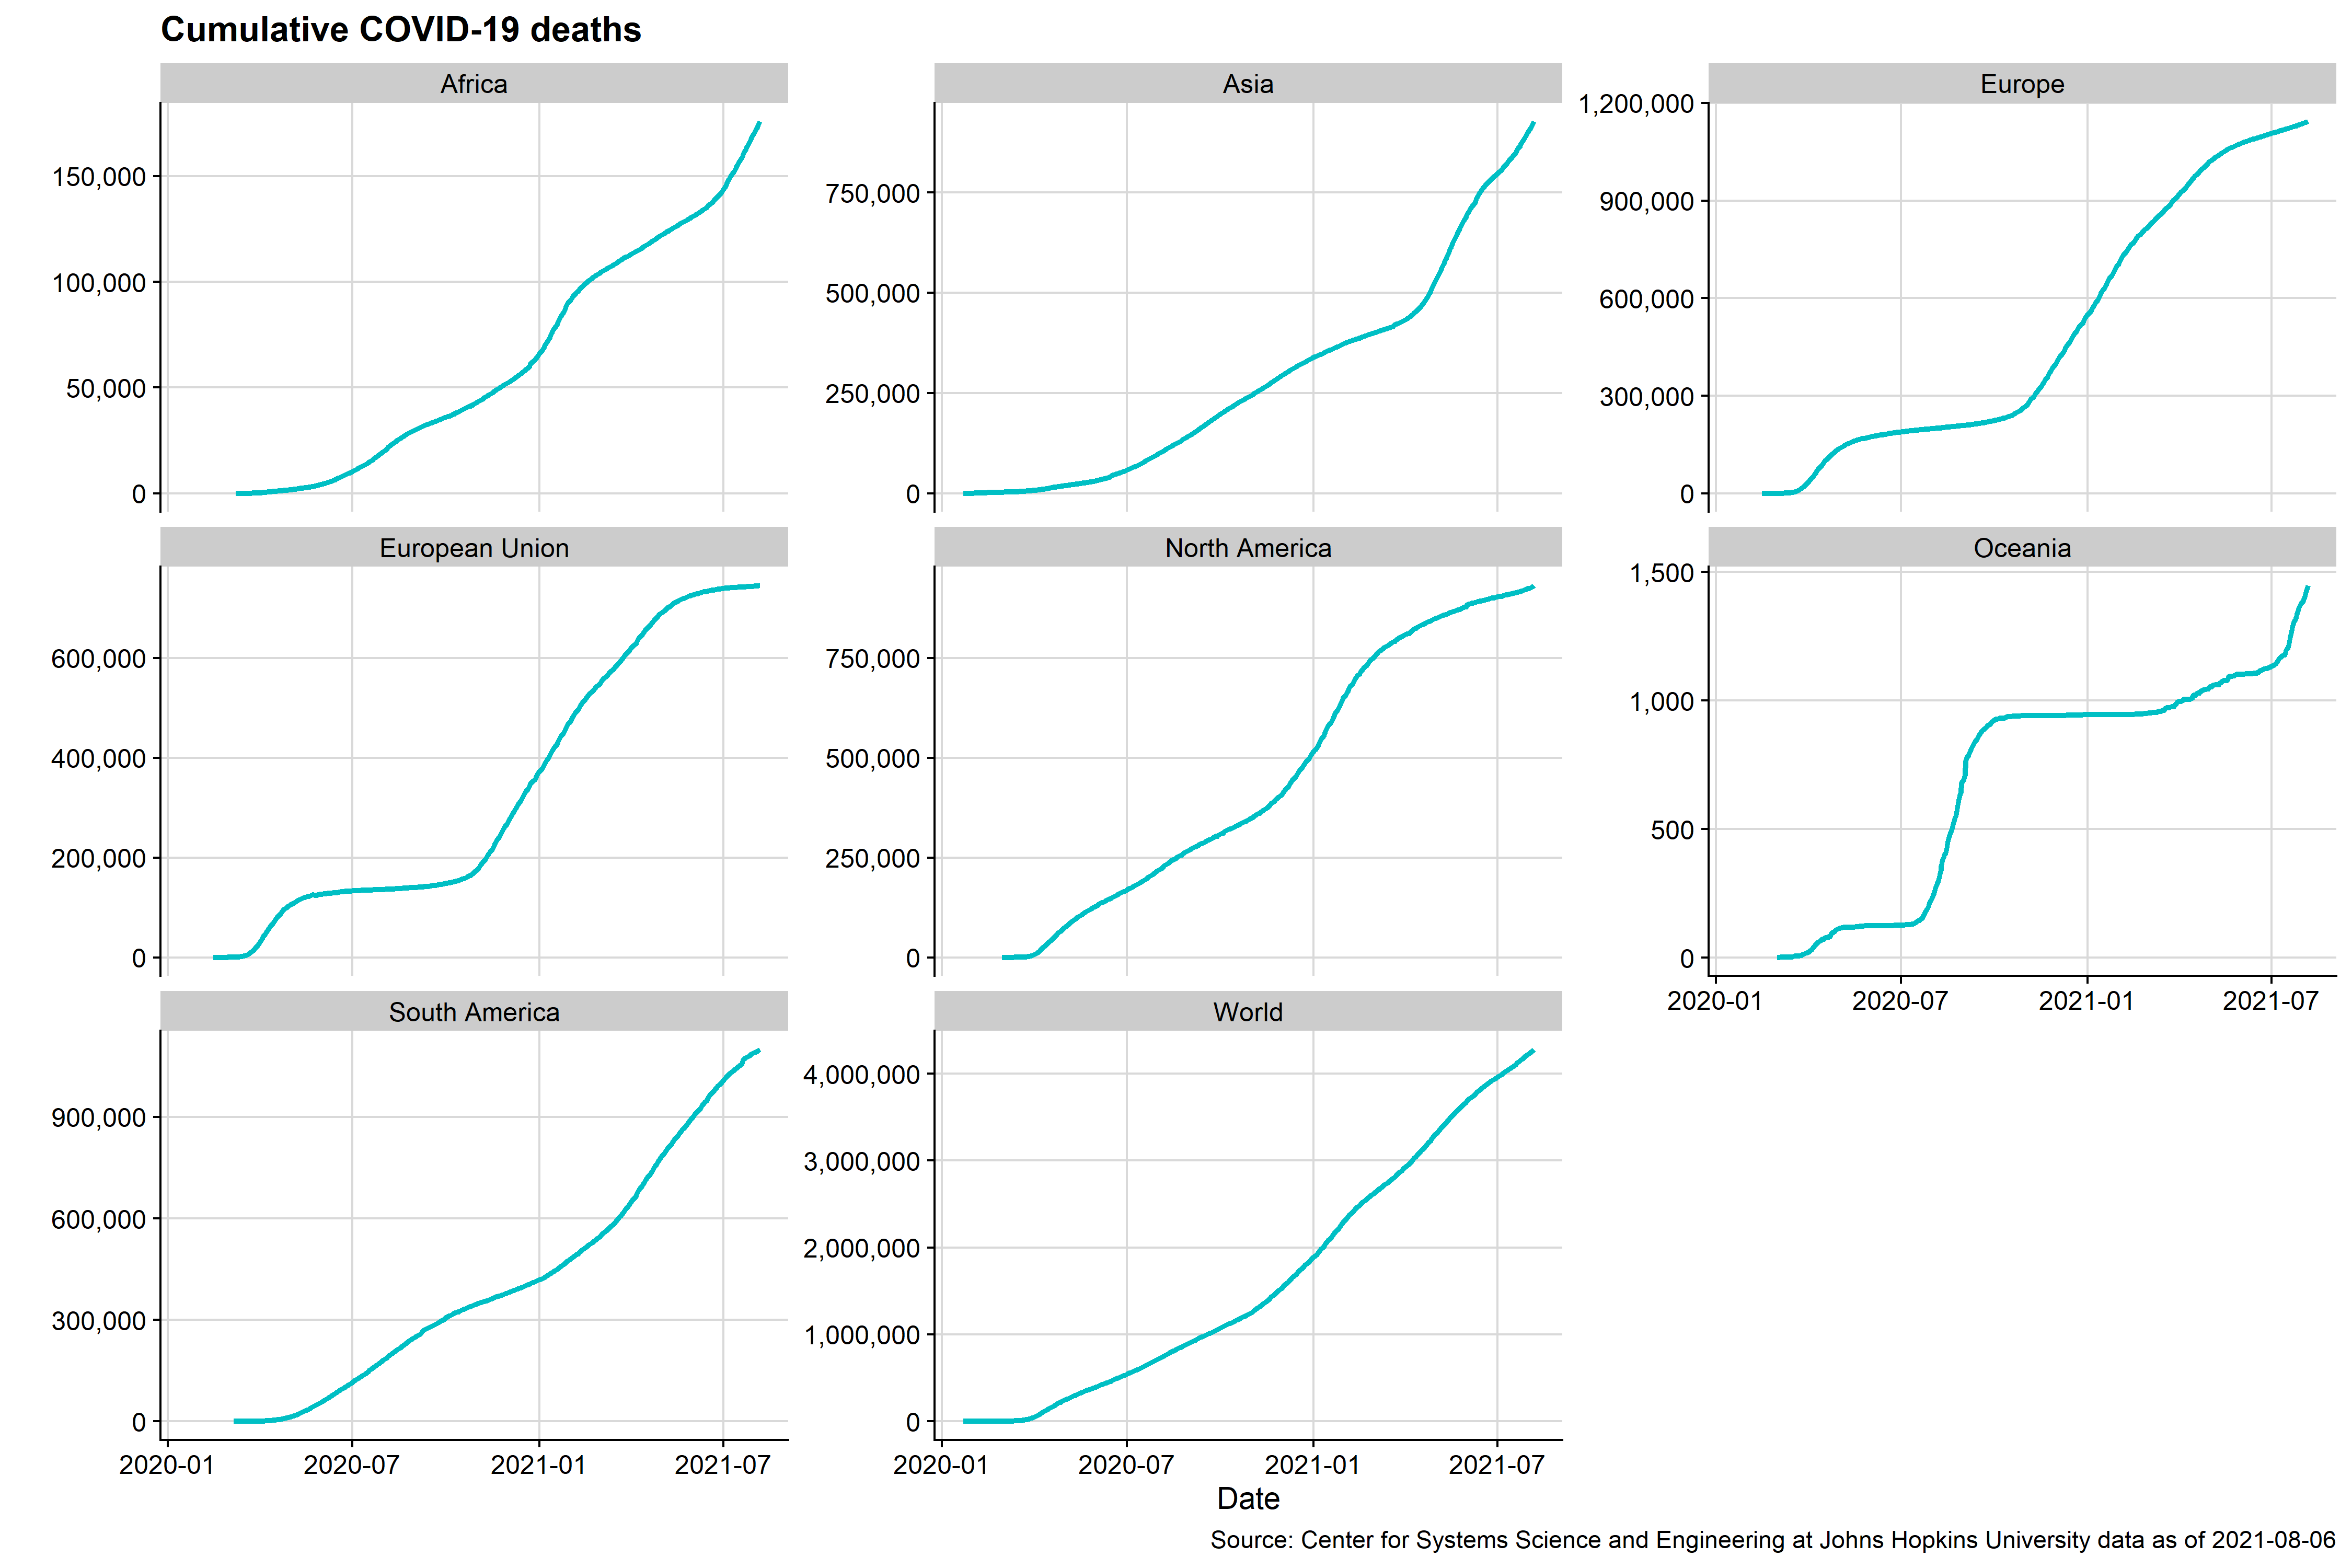 Cumulative COVID-19 deaths
Africa
150,000
100,000
50,000
0
Asia
750,000
500,000
250,000
0
Europe
1,200,000
900,000
600,000
300,000
0
European Union
600,000
400,000
200,000
0
North America
750,000
500,000
250,000
0
Oceania
1,500
1,000
500
0
2020-01 2020-07 2021-01 2021-07
South America
900,000
600,000
300,000
0
2020-01 2020-07 2021-01 2021-07
World
4,000,000
3,000,000
2,000,000
1,000,000
0
2020-01 2020-07 2021-01 2021-07
Date
Source: Center for Systems Science and Engineering at Johns Hopkins University data as of 2021-08-06